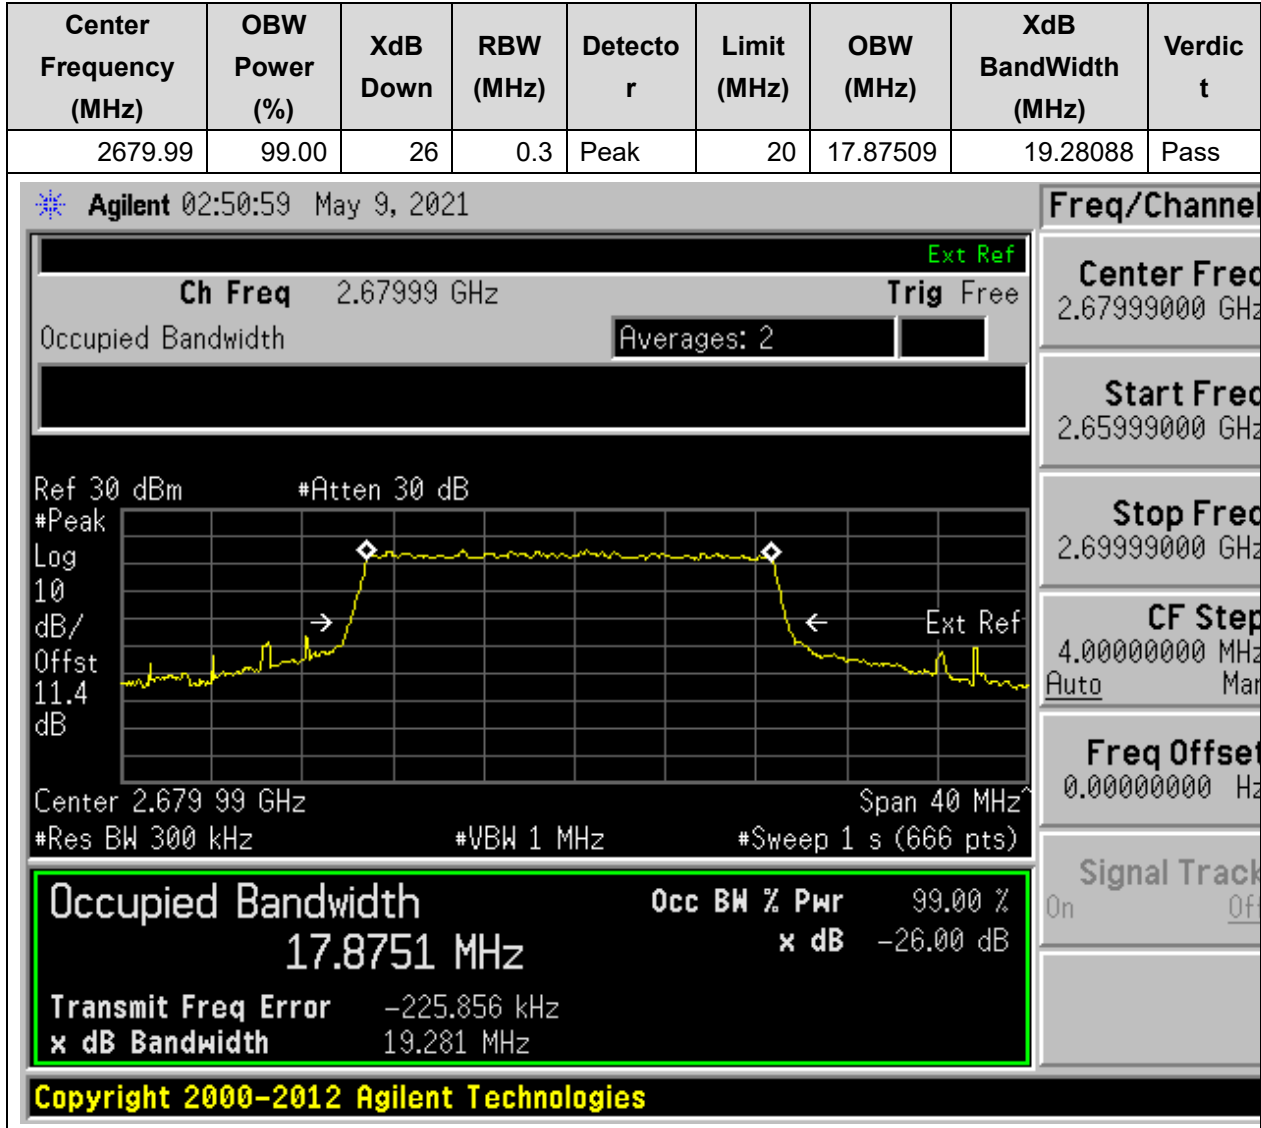 Center Frequency (MHz) OBW Power (%) XdB Down RBW (MHz) Detector Limit (MHz) OBW (MHz) XdB BandWidth (MHz) Verdict
2679.99 99.00 26 0.3 Peak 20 17.87509 19.28088 Pass
Agilent 02:50:59 May 9, 2021 Freq/Channel
Ext Ref
Ch Freq 2.67999 GHz Trig Free
Occupied Bandwidth Averages: 2
Center Freq
2.67999000 GHz
Start Freq
2.65999000 GHz
Stop Freq
2.69999000 GHz
CF Step
4.00000000 MHz
Auto Man
Freq Offset
0.00000000 Hz
Signal Track
On Off
Ref 30 dBm #Atten 30 dB
#Peak
Log
10
dB/
Offst
11.4
dB
Ext Ref
Center 2.679 99 GHz Span 40 MHz^
#Res BW 300 kHz #VBW 1 MHz #Sweep 1 s (666 pts)
Occupied Bandwidth Occ BW % Pwr 99.00 %
17.8751 MHz x dB -26.00 dB
Transmit Freq Error -225.856 kHz
x dB Bandwidth 19.281 MHz
Copyright 2000-2012 Agilent Technologies